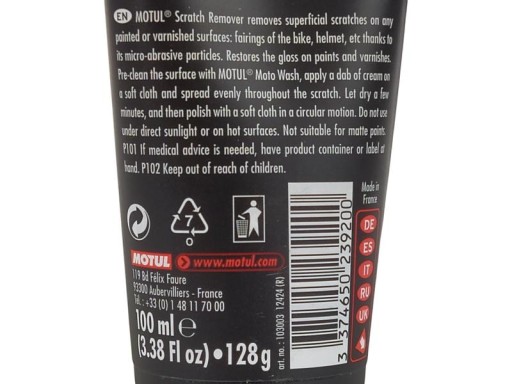 EN MOTUL® Scratch Remover removes superficial scratches on any
painted or varnished surfaces: fairings of the bike, helmet, etc thanks to
its micro-abrasive particles. Restores the gloss on paints and varnishes.
Pre-clean the surface with MOTUL® Moto Wash, apply a dab of cream on
a soft cloth and spread evenly throughout the scratch. Let dry a few
minutes, and then polish with a soft cloth in a circular motion. Do not use
under direct sunlight or on hot surfaces. Not suitable for matte paints.
P101 If medical advice is needed, have product container or label at
hand. P102 Keep out of reach of children.
7
O
MOTUL www.motul.com
119 Bd Félix Faure
93300 Aubervilliers - France
Tel. : +33 (0) 1 48 11 70 00
100 ml e
(3.38 Fl oz) • 128g
art. no. : 103003 12424 (R)
3 374650 239200
Made in
France
DE
ES
IT
RU
UK